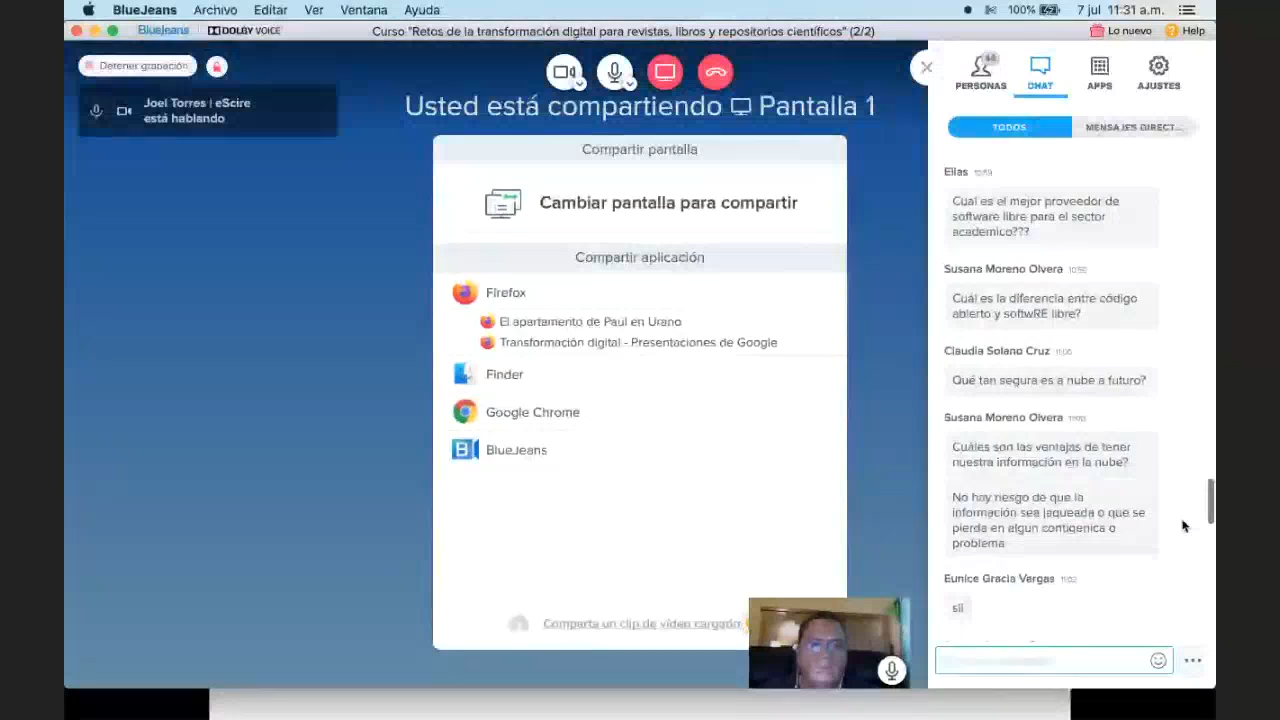 BlueJeans Archivo Editar Ver Ventana Ayuda
100% 7 jul 11:31 a.m.
BlueJeans DOLBY VOICE
Curso "Retos de la transformación digital para revistas, libros y repositorios científicos" (2/2)
Lo nuevo Help
Detener grabación
Joel Torres | eScire
está hablando
Usted está compartiendo Pantalla 1
Compartir pantalla
Cambiar pantalla para compartir
Compartir aplicación
Firefox
El apartamento de Paul en Urano
Transformación digital - Presentaciones de Google
Finder
Google Chrome
BlueJeans
Comparta un clip de vídeo cargado
PERSONAS CHAT APPS AJUSTES
TODOS MENSAJES DIRECT...
Elias
Cual es el mejor proveedor de
software libre para el sector
academico???
Susana Moreno Olvera
Cuál es la diferencia entre código
abierto y softwRE libre?
Claudia Solano Cruz
Qué tan segura es a nube a futuro?
Susana Moreno Olvera
Cuáles son las ventajas de tener
nuestra información en la nube?
No hay riesgo de que la
información sea jaqueada o que se
pierda en algun contigenica o
problema
Eunice Gracia Vergas